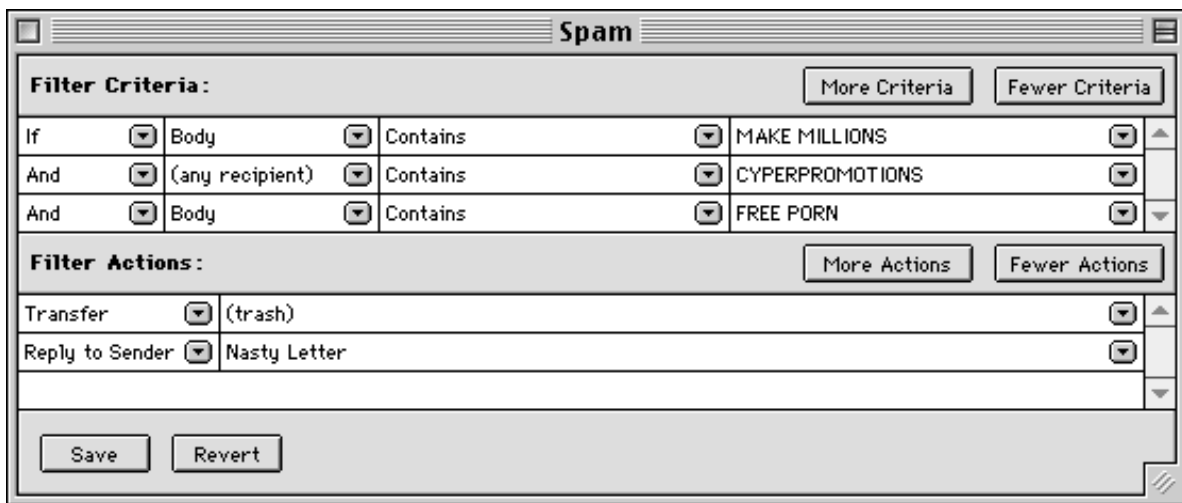 Spam
Filter Criteria: More Criteria Fewer Criteria
If Body Contains MAKE MILLIONS
And (any recipient) Contains CYPERPROMOTIONS
And Body Contains FREE PORN
Filter Actions: More Actions Fewer Actions
Transfer (trash)
Reply to Sender Nasty Letter
Save Revert